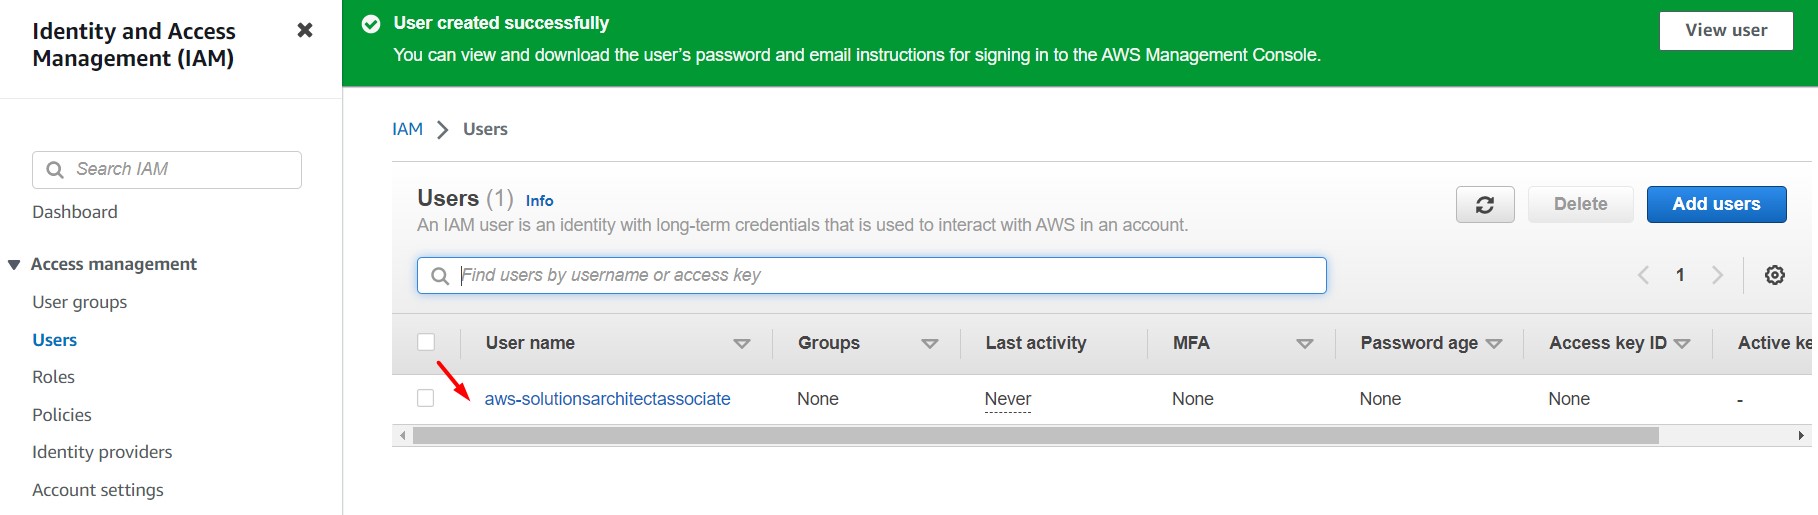 Identity and Access
Management (IAM)
Search IAM
Dashboard
Access management
User groups
Users
Roles
Policies
Identity providers
Account settings
User created successfully
You can view and download the user's password and email instructions for signing in to the AWS Management Console.
View user
IAM > Users
Users (1) Info
An IAM user is an identity with long-term credentials that is used to interact with AWS in an account.
Delete
Add users
Find users by username or access key
1
User name Groups Last activity MFA Password age Access key ID Active ke
aws-solutionsarchitectassociate None Never None None None -